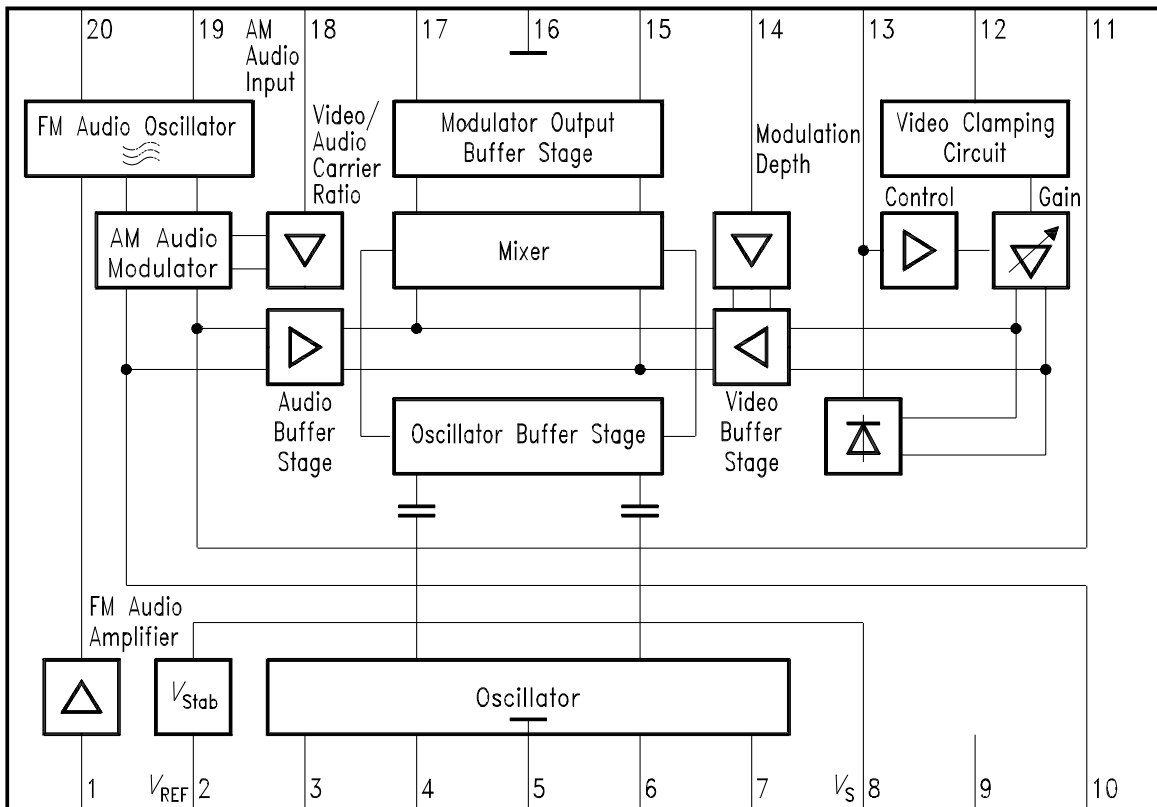 20
19
AM
Audio
Input
18
17
16
15
14
13
12
11
FM Audio Oscillator
Video/
Audio
Carrier
Ratio
Modulator Output
Buffer Stage
Modulation
Depth
Video Clamping
Circuit
Control
Gain
AM Audio
Modulator
Mixer
Audio
Buffer
Stage
Oscillator Buffer Stage
Video
Buffer
Stage
FM Audio
Amplifier
VStab
Oscillator
1
VREF
2
3
4
5
6
7
VS
8
9
10